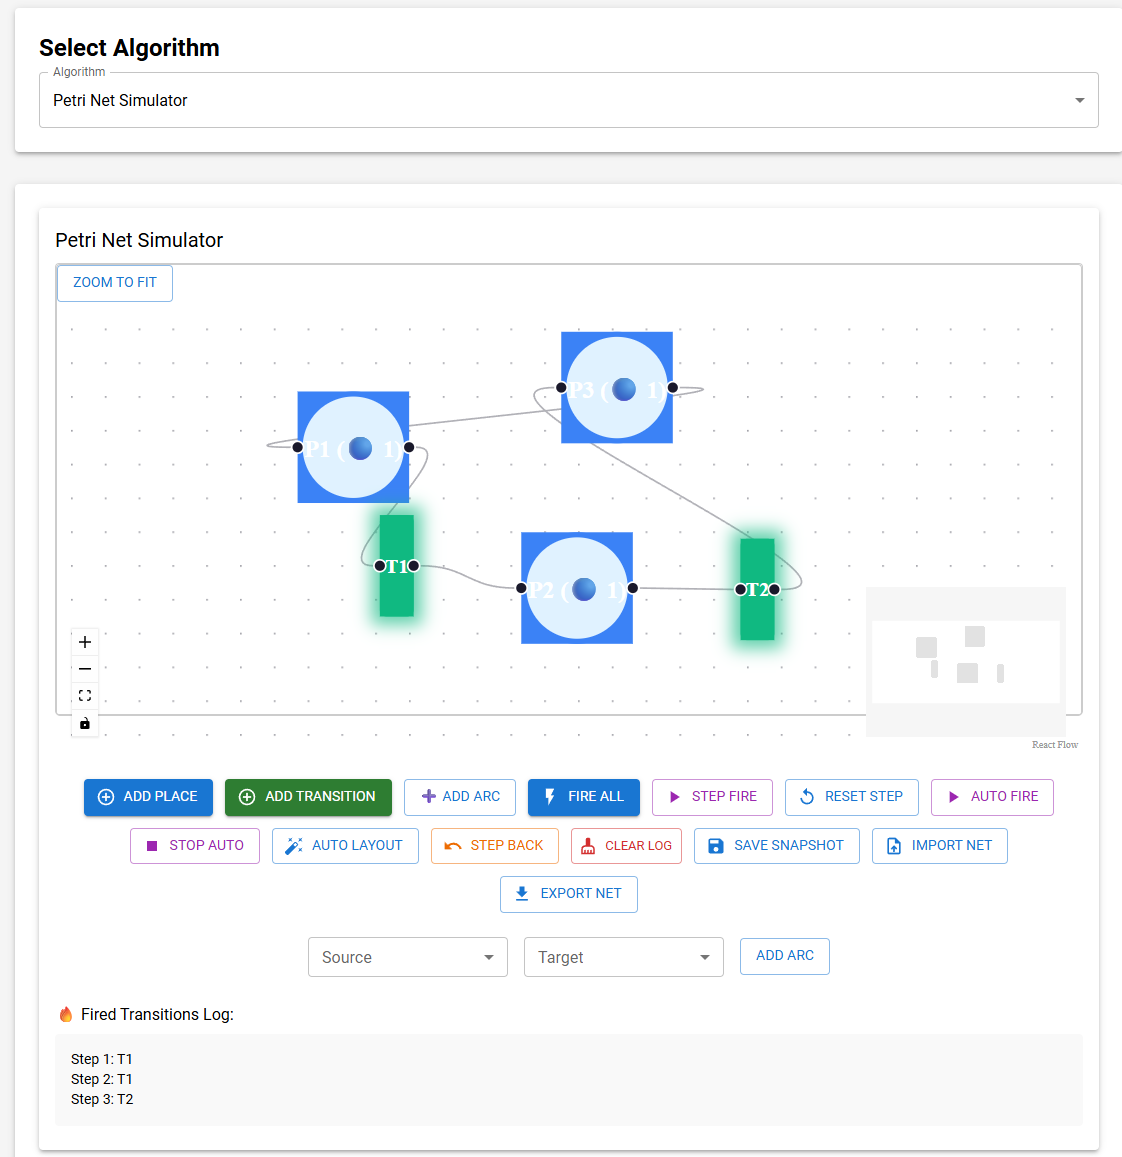 Select Algorithm
Algorithm
Petri Net Simulator
Petri Net Simulator
ZOOM TO FIT
P3 ( 1)
P1 ( 1)
T1
P2 ( 1)
T2
React Flow
ADD PLACE
ADD TRANSITION
ADD ARC
FIRE ALL
STEP FIRE
RESET STEP
AUTO FIRE
STOP AUTO
AUTO LAYOUT
STEP BACK
CLEAR LOG
SAVE SNAPSHOT
IMPORT NET
EXPORT NET
Source
Target
ADD ARC
Fired Transitions Log:
Step 1: T1
Step 2: T1
Step 3: T2